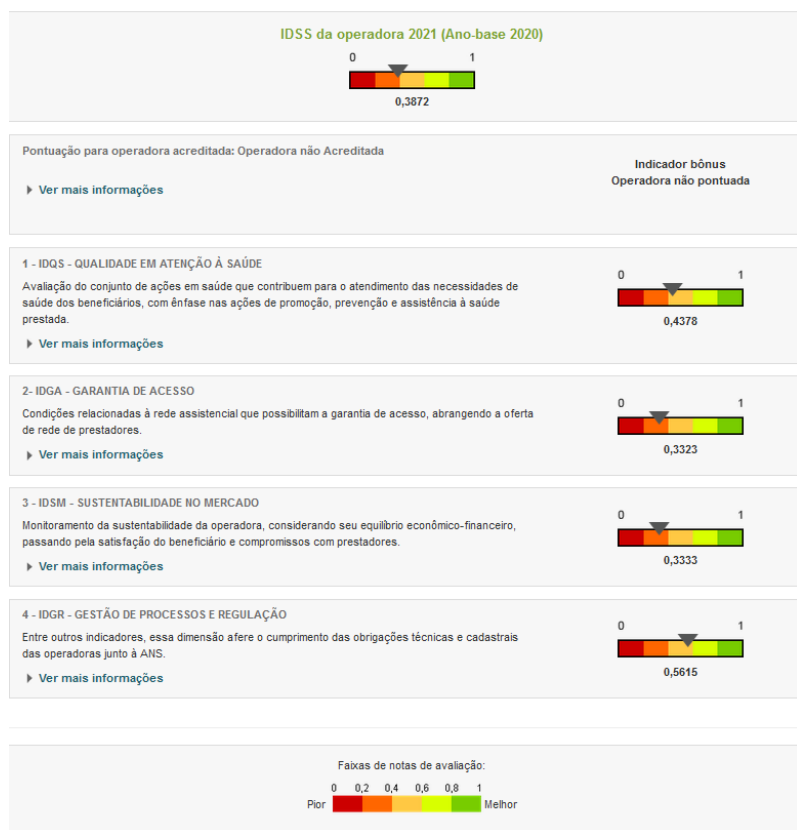 IDSS da operadora 2021 (Ano-base 2020)
0 1
0,3872
Pontuação para operadora acreditada: Operadora não Acreditada
Ver mais informações
Indicador bônus
Operadora não pontuada
1 - IDQS - QUALIDADE EM ATENÇÃO À SAÚDE
Avaliação do conjunto de ações em saúde que contribuem para o atendimento das necessidades de
saúde dos beneficiários, com ênfase nas ações de promoção, prevenção e assistência à saúde
prestada.
Ver mais informações
0 1
0,4378
2- IDGA - GARANTIA DE ACESSO
Condições relacionadas à rede assistencial que possibilitam a garantia de acesso, abrangendo a oferta
de rede de prestadores.
Ver mais informações
0 1
0,3323
3 - IDSM - SUSTENTABILIDADE NO MERCADO
Monitoramento da sustentabilidade da operadora, considerando seu equilíbrio econômico-financeiro,
passando pela satisfação do beneficiário e compromissos com prestadores.
Ver mais informações
0 1
0,3333
4 - IDGR - GESTÃO DE PROCESSOS E REGULAÇÃO
Entre outros indicadores, essa dimensão afere o cumprimento das obrigações técnicas e cadastrais
das operadoras junto à ANS.
Ver mais informações
0 1
0,5615
Faixas de notas de avaliação:
0 0,2 0,4 0,6 0,8 1
Pior Melhor